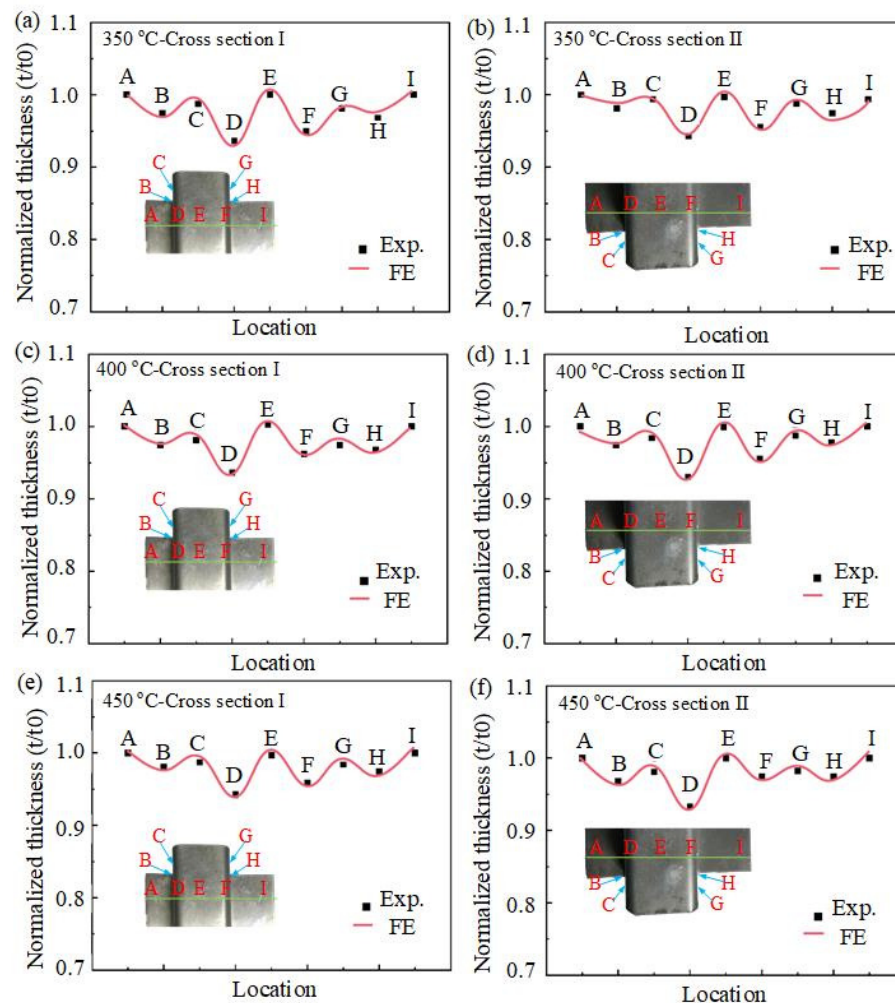 (a)
350 °C-Cross section I
Normalized thickness (t/t0)
1.1
1.0
0.9
0.8
0.7
A
B
C
D
E
F
G
H
I
C
G
B
H
A D E F I
Exp.
FE
Location
(b)
350 °C-Cross section II
Normalized thickness (t/t0)
1.1
1.0
0.9
0.8
0.7
A
B
C
D
E
F
G
H
I
A D E F I
B
H
C
G
Exp.
FE
Location
(c)
400 °C-Cross section I
Normalized thickness (t/t0)
1.1
1.0
0.9
0.8
0.7
A
B
C
D
E
F
G
H
I
C
G
B
H
A D E F I
Exp.
FE
Location
(d)
400 °C-Cross section II
Normalized thickness (t/t0)
1.1
1.0
0.9
0.8
0.7
A
B
C
D
E
F
G
H
I
A D E F I
B
H
C
G
Exp.
FE
Location
(e)
450 °C-Cross section I
Normalized thickness (t/t0)
1.1
1.0
0.9
0.8
0.7
A
B
C
D
E
F
G
H
I
C
G
B
H
A D E F I
Exp.
FE
Location
(f)
450 °C-Cross section II
Normalized thickness (t/t0)
1.1
1.0
0.9
0.8
0.7
A
B
C
D
E
F
G
H
I
A D E F I
B
H
C
G
Exp.
FE
Location